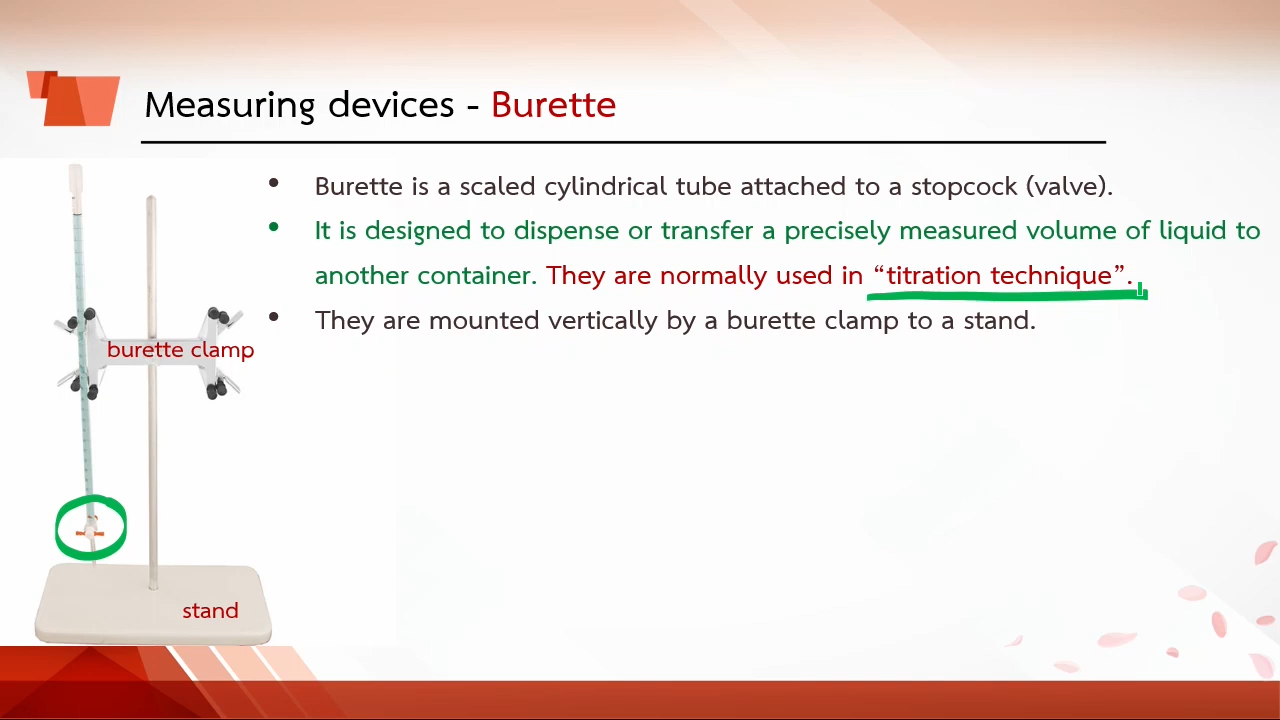 Measuring devices - Burette
• Burette is a scaled cylindrical tube attached to a stopcock (valve).
• It is designed to dispense or transfer a precisely measured volume of liquid to
another container. They are normally used in “titration technique”.
• They are mounted vertically by a burette clamp to a stand.
burette clamp
stand